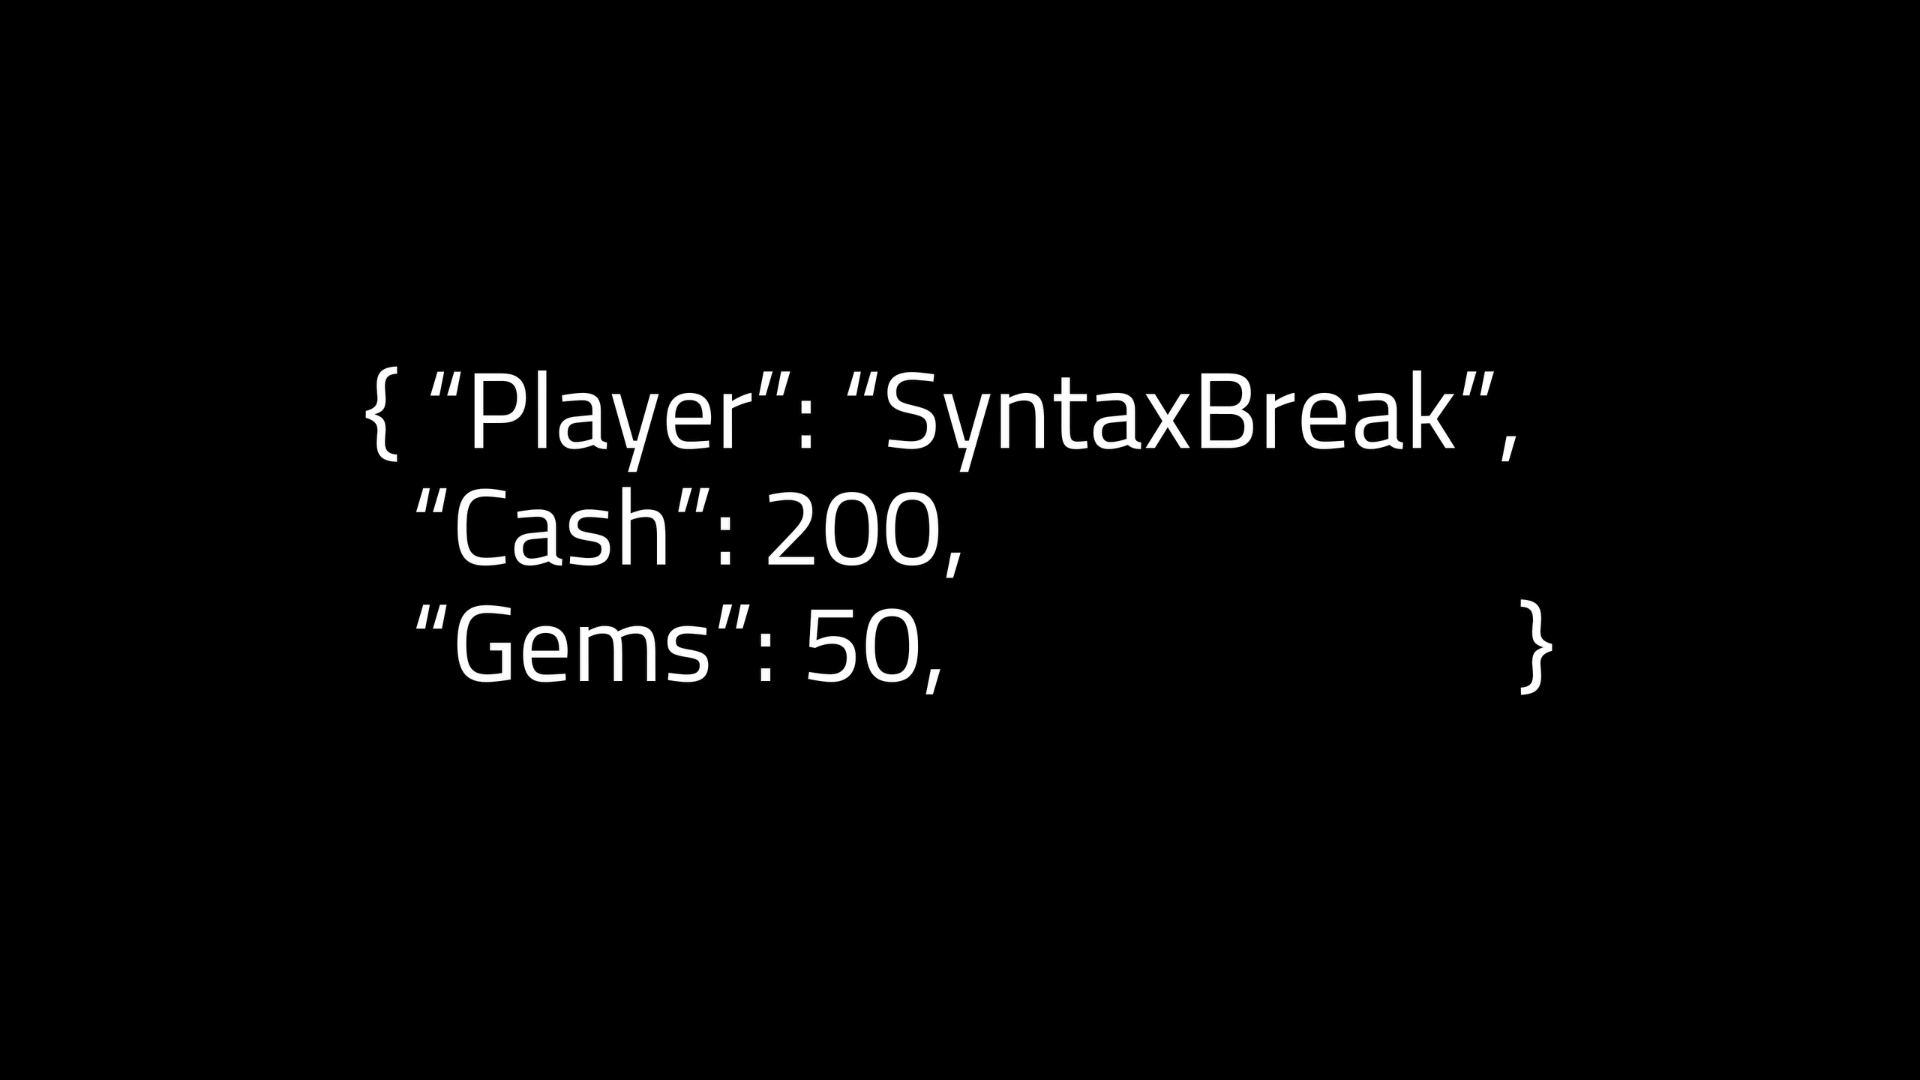 { “Player”: “SyntaxBreak”,
“Cash”: 200,
“Gems”: 50, }